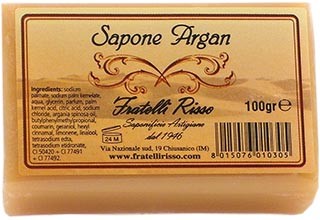 Sapone Argan
Ingredients: sodium
palmate, sodium palm kernelate,
aqua, glycerin, parfum, palm
kernel acid, citric acid, sodium
chloride, argania spinosa oil,
butylphenylmethylpropional,
coumarin, geraniol, hexyl
cinnamal, limonene, linalool,
tetrasodium edta,
tetrasodium etidronate,
CI 50420 + CI 77491
+ CI 77492.
Fratelli Risso
Saponificio Artigiano
dal 1946
24 M
100gr e
Via Nazionale sud, 19 Chiusanico (IM)
www.fratellirisso.com
8 015076 010305